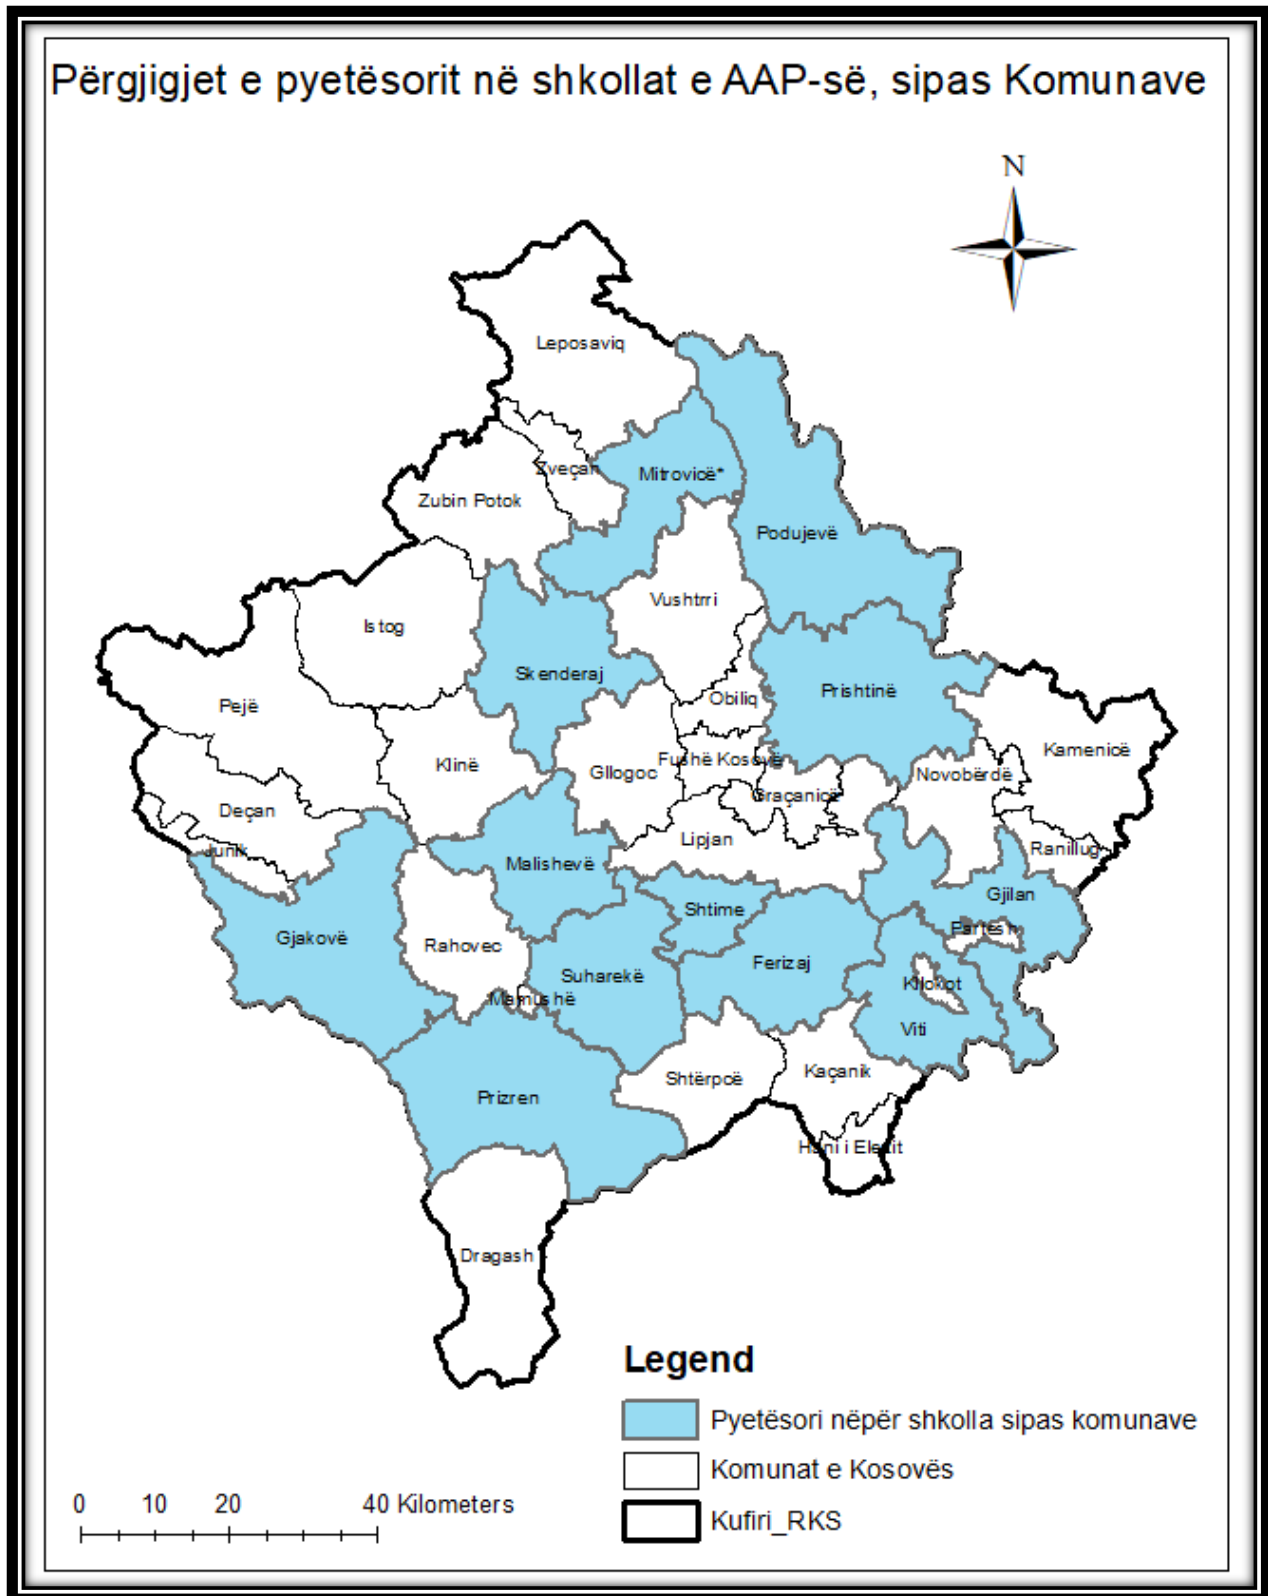 Përgjigjet e pyetësorit në shkollat e AAP-së, sipas Komunave
N
Leposaviq
Zveçan
Mitrovicë*
Zubin Potok
Podujevë
Vushtrri
Istog
Skenderaj
Prishtinë
Obiliq
Pejë
Kamenicë
Fushë Kosovë
Klinë
Gllogoc
Novobërdë
Graçanicë
Deçan
Lipjan
Junik
Ranillug
Malishevë
Gjilan
Shtime
Partesh
Gjakovë
Rahovec
Ferizaj
Suharekë
Kllokot
Mamushë
Viti
Kaçanik
Shtërpcë
Prizren
Hani i Elezit
Dragash
Legend
Pyetësori nëpër shkolla sipas komunave
Komunat e Kosovës
Kufiri_RKS
0 10 20 40 Kilometers